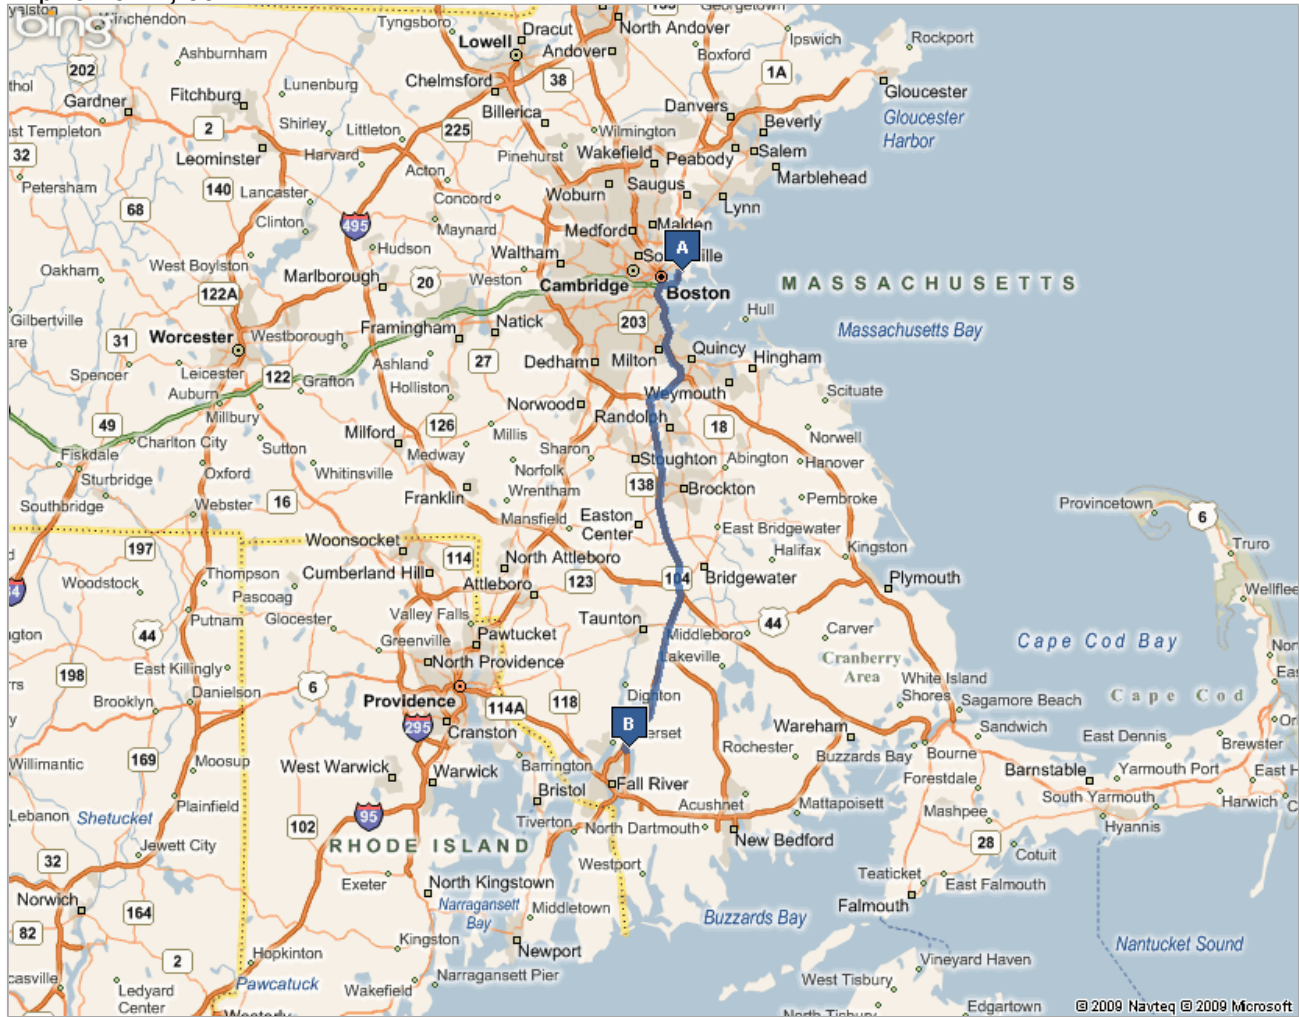 Winchendon
Tyngsboro
Dracut
North Andover
Georgetown
Ipswich
Rockport
bing
Lowell
Andover
Boxford
Ashburnham
202
Chelmsford
38
1A
Gloucester
Lunenburg
Gardner
Fitchburg
Billerica
Danvers
Beverly
Gloucester
Harbor
Shirley
Littleton
225
Wilmington
2
32
Leominster
Harvard
Pinehurst
Wakefield
Peabody
Salem
Marblehead
Acton
Petersham
140
Lancaster
Concord
Woburn
Saugus
Lynn
68
Clinton
495
Maynard
Medford
Malden
A
Hudson
Waltham
Oakham
West Boylston
Marlborough
20
Weston
Cambridge
Boston
MASSACHUSETTS
122A
Gilbertville
Worcester
Westborough
Framingham
Natick
203
Hull
Massachusetts Bay
31
27
Dedham
Milton
Quincy
Hingham
Spencer
Leicester
122
Grafton
Ashland
Holliston
Weymouth
Scituate
Auburn
Millbury
Norwood
Randolph
49
Charlton City
Sutton
Milford
126
Millis
18
Norwell
Fiskdale
Medway
Sharon
Stoughton
Abington
Hanover
Sturbridge
Oxford
Whitinsville
Norfolk
138
Brockton
Southbridge
Webster
16
Franklin
Wrentham
Pembroke
Provincetown
6
Mansfield
Easton
Center
East Bridgewater
197
Woonsocket
114
North Attleboro
Halifax
Kingston
Truro
Woodstock
Thompson
Cumberland Hill
Attleboro
123
104
Bridgewater
Plymouth
Pascoag
Valley Falls
Taunton
Putnam
Glocester
44
Pawtucket
Greenville
Middleboro
44
Carver
Cape Cod Bay
East Killingly
North Providence
Lakeville
Cranberry
Area
198
Danielson
6
Brooklyn
Providence
114A
118
Dighton
White Island
Shores
Sagamore Beach
Cape Cod
295
Cranston
B
Wareham
Sandwich
East Dennis
169
Moosup
West Warwick
Warwick
Barrington
Rochester
Buzzards Bay
Bourne
Brewster
Bristol
Fall River
Forestdale
Barnstable
Yarmouth Port
Plainfield
95
Acushnet
Mattapoisett
Mashpee
South Yarmouth
Harwich
Shetucket
102
Tiverton
North Dartmouth
New Bedford
Hyannis
Jewett City
RHODE ISLAND
28
Cotuit
32
Exeter
Westport
Teaticket
East Falmouth
Norwich
North Kingstown
Falmouth
164
Narragansett
Bay
Middletown
Buzzards Bay
82
Kingston
Newport
Nantucket Sound
2
Hopkinton
Vineyard Haven
Pawcatuck
Narragansett Pier
West Tisbury
Ledyard
Center
Wakefield
Edgartown
Westerly
North Tisbury
© 2009 Navteq © 2009 Microsoft